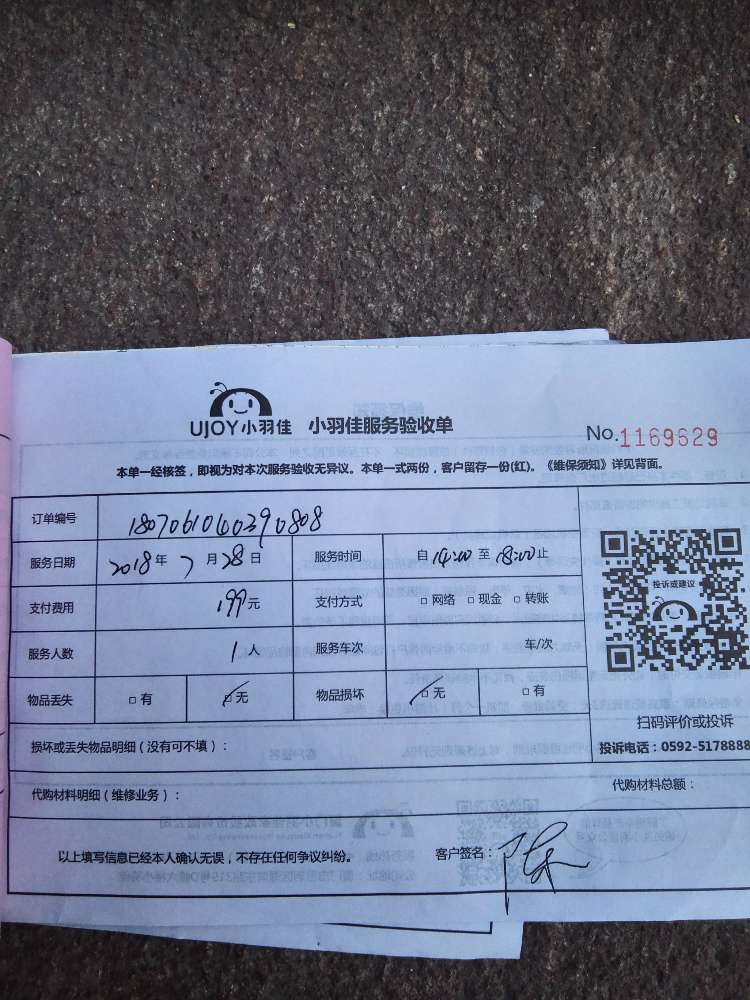 UJOY小羽佳 小羽佳服务验收单
No.1169629
本单一经核签，即视为对本次服务验收无异议。本单一式两份，客户留存一份(红)。《维保须知》详见背面。
订单编号 1807061040390808
服务日期 2018年 7月28日 服务时间 自14:00至18:00止
支付费用 199元 支付方式 □网络 □现金 □转账
服务人数 1人 服务车次 车/次
物品丢失 □有 □无 物品损坏 □无 □有
投诉或建议
扫码评价或投诉
投诉电话：0592-5178888
损坏或丢失物品明细（没有可不填）：
代购材料明细（维修业务）： 代购材料总额：
以上填写信息已经本人确认无误，不存在任何争议纠纷。 客户签名：